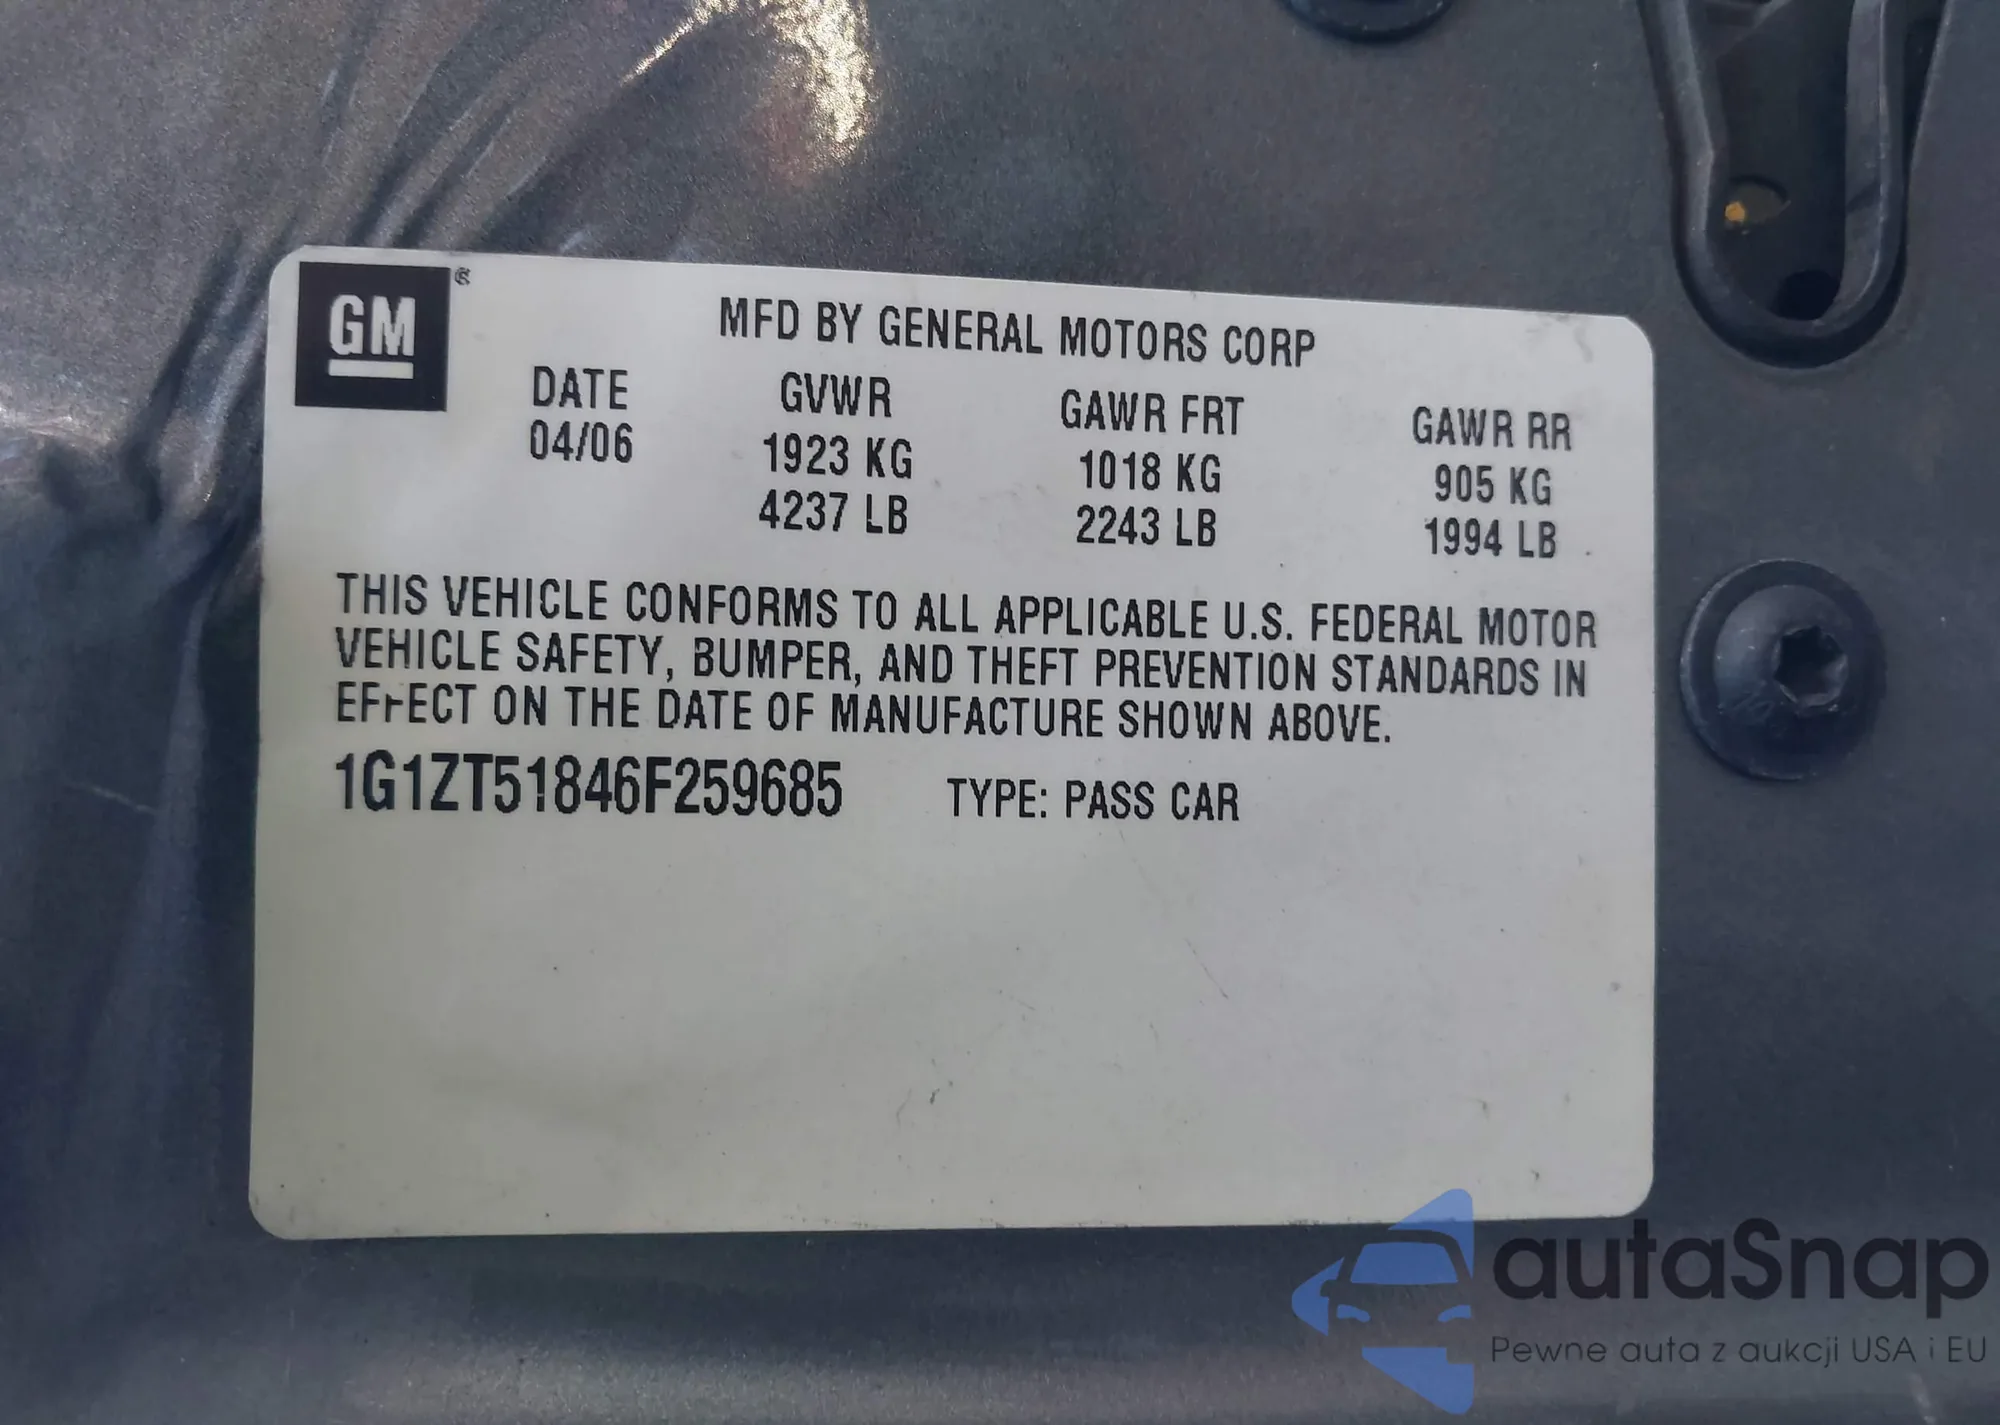 GM
MFD BY GENERAL MOTORS CORP
DATE GVWR GAWR FRT GAWR RR
04/06 1923 KG 1018 KG 905 KG
4237 LB 2243 LB 1994 LB
THIS VEHICLE CONFORMS TO ALL APPLICABLE U.S. FEDERAL MOTOR
VEHICLE SAFETY, BUMPER, AND THEFT PREVENTION STANDARDS IN
EFFECT ON THE DATE OF MANUFACTURE SHOWN ABOVE.
1G1ZT51846F259685 TYPE: PASS CAR
autaSnap
Pewne auta z aukcji USA i EU